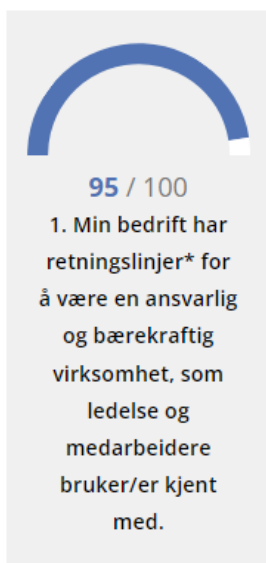 95 / 100
1. Min bedrift har
retningslinjer* for
å være en ansvarlig
og bærekraftig
virksomhet, som
ledelse og
medarbeidere
bruker/er kjent
med.